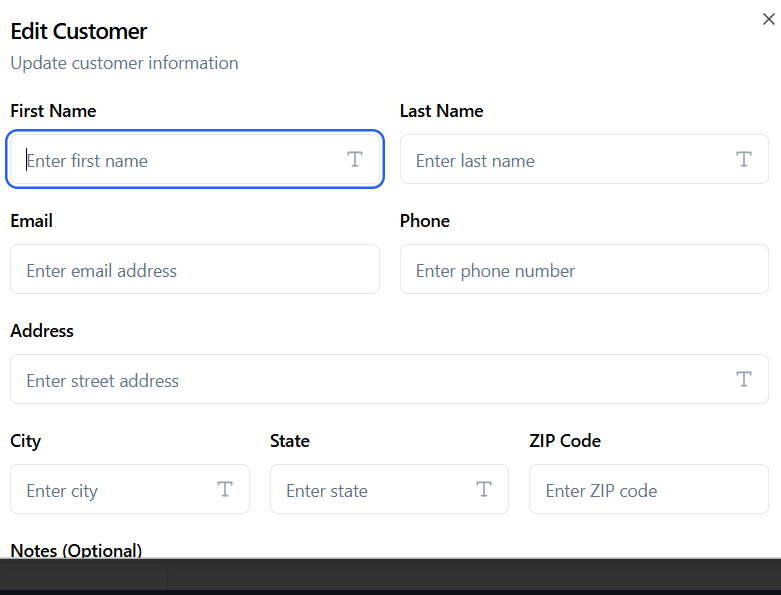 Edit Customer
Update customer information
First Name Last Name
Enter first name Enter last name
Email Phone
Enter email address Enter phone number
Address
Enter street address
City State ZIP Code
Enter city Enter state Enter ZIP code
Notes (Optional)